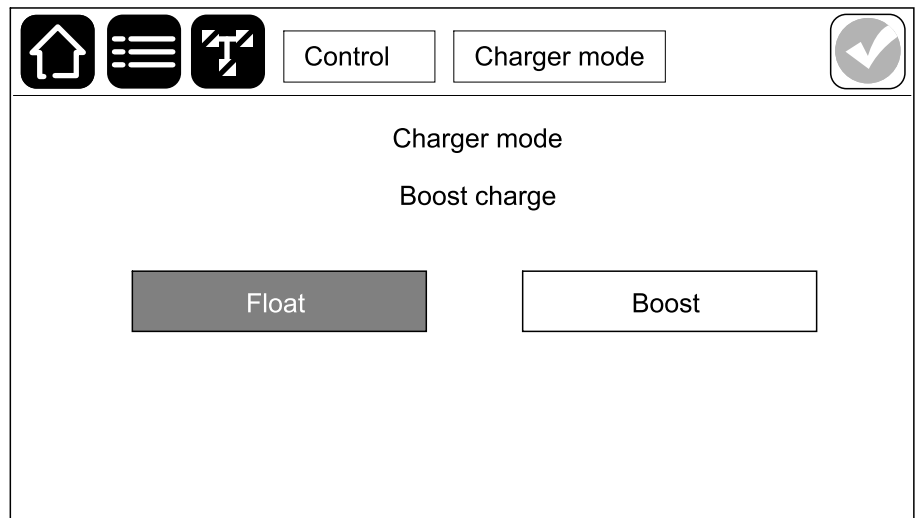 Control
Charger mode
Charger mode
Boost charge
Float
Boost